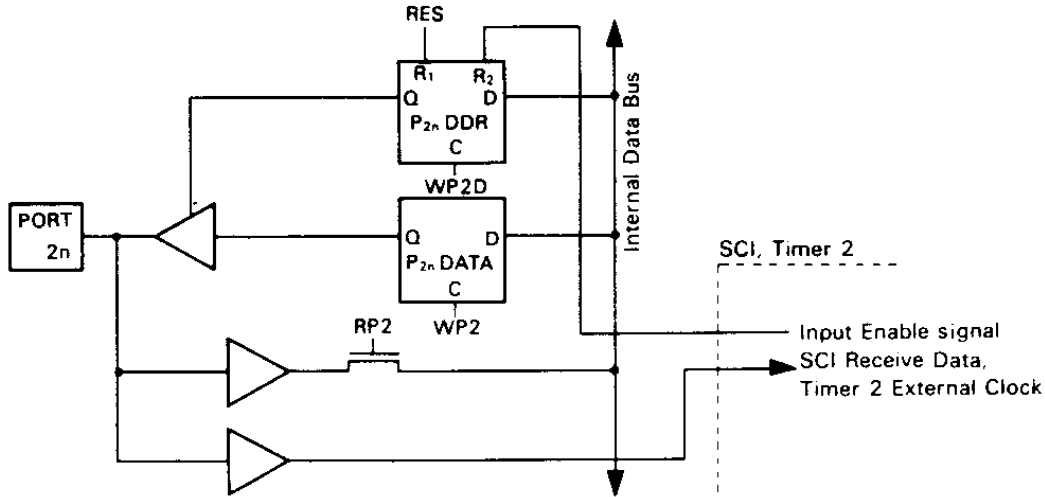 RES
R₁ R₂
Q D
P₂ₙ DDR
C
WP2D
Internal Data Bus
PORT
2n
Q D
P₂ₙ DATA
C
WP2
RP2
SCI, Timer 2
Input Enable signal
SCI Receive Data,
Timer 2 External Clock